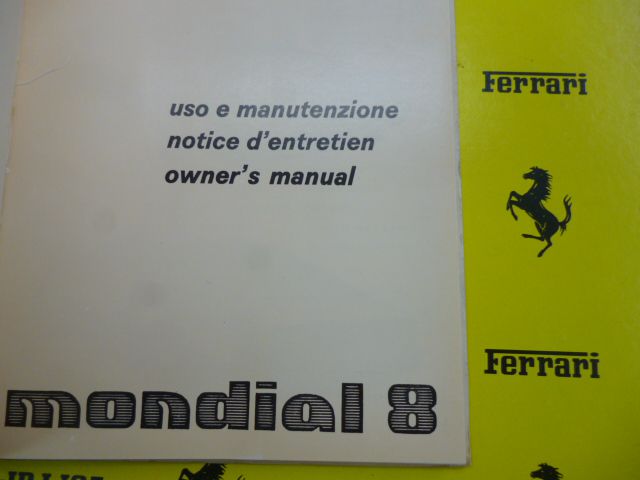 uso e manutenzione
notice d'entretien
owner's manual
mondial 8
Ferrari
Ferrari